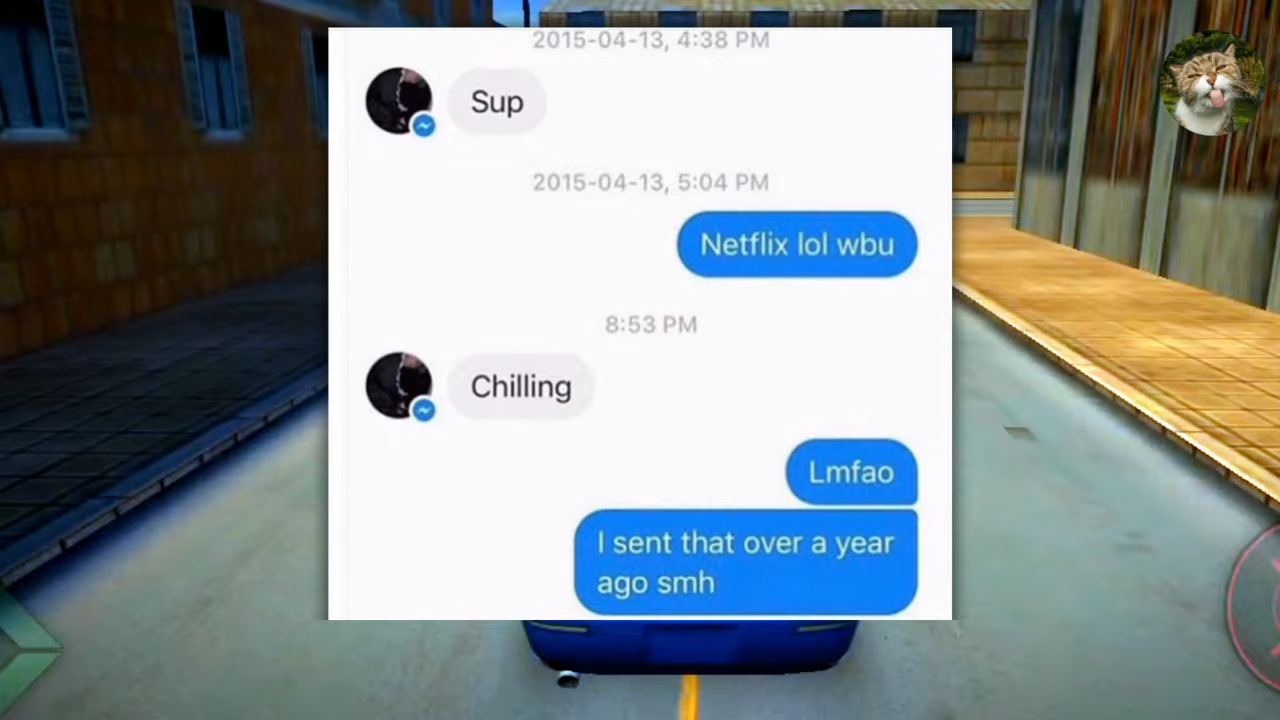 2015-04-13, 4:38 PM
Sup
2015-04-13, 5:04 PM
Netflix lol wbu
8:53 PM
Chilling
Lmfao
I sent that over a year
ago smh